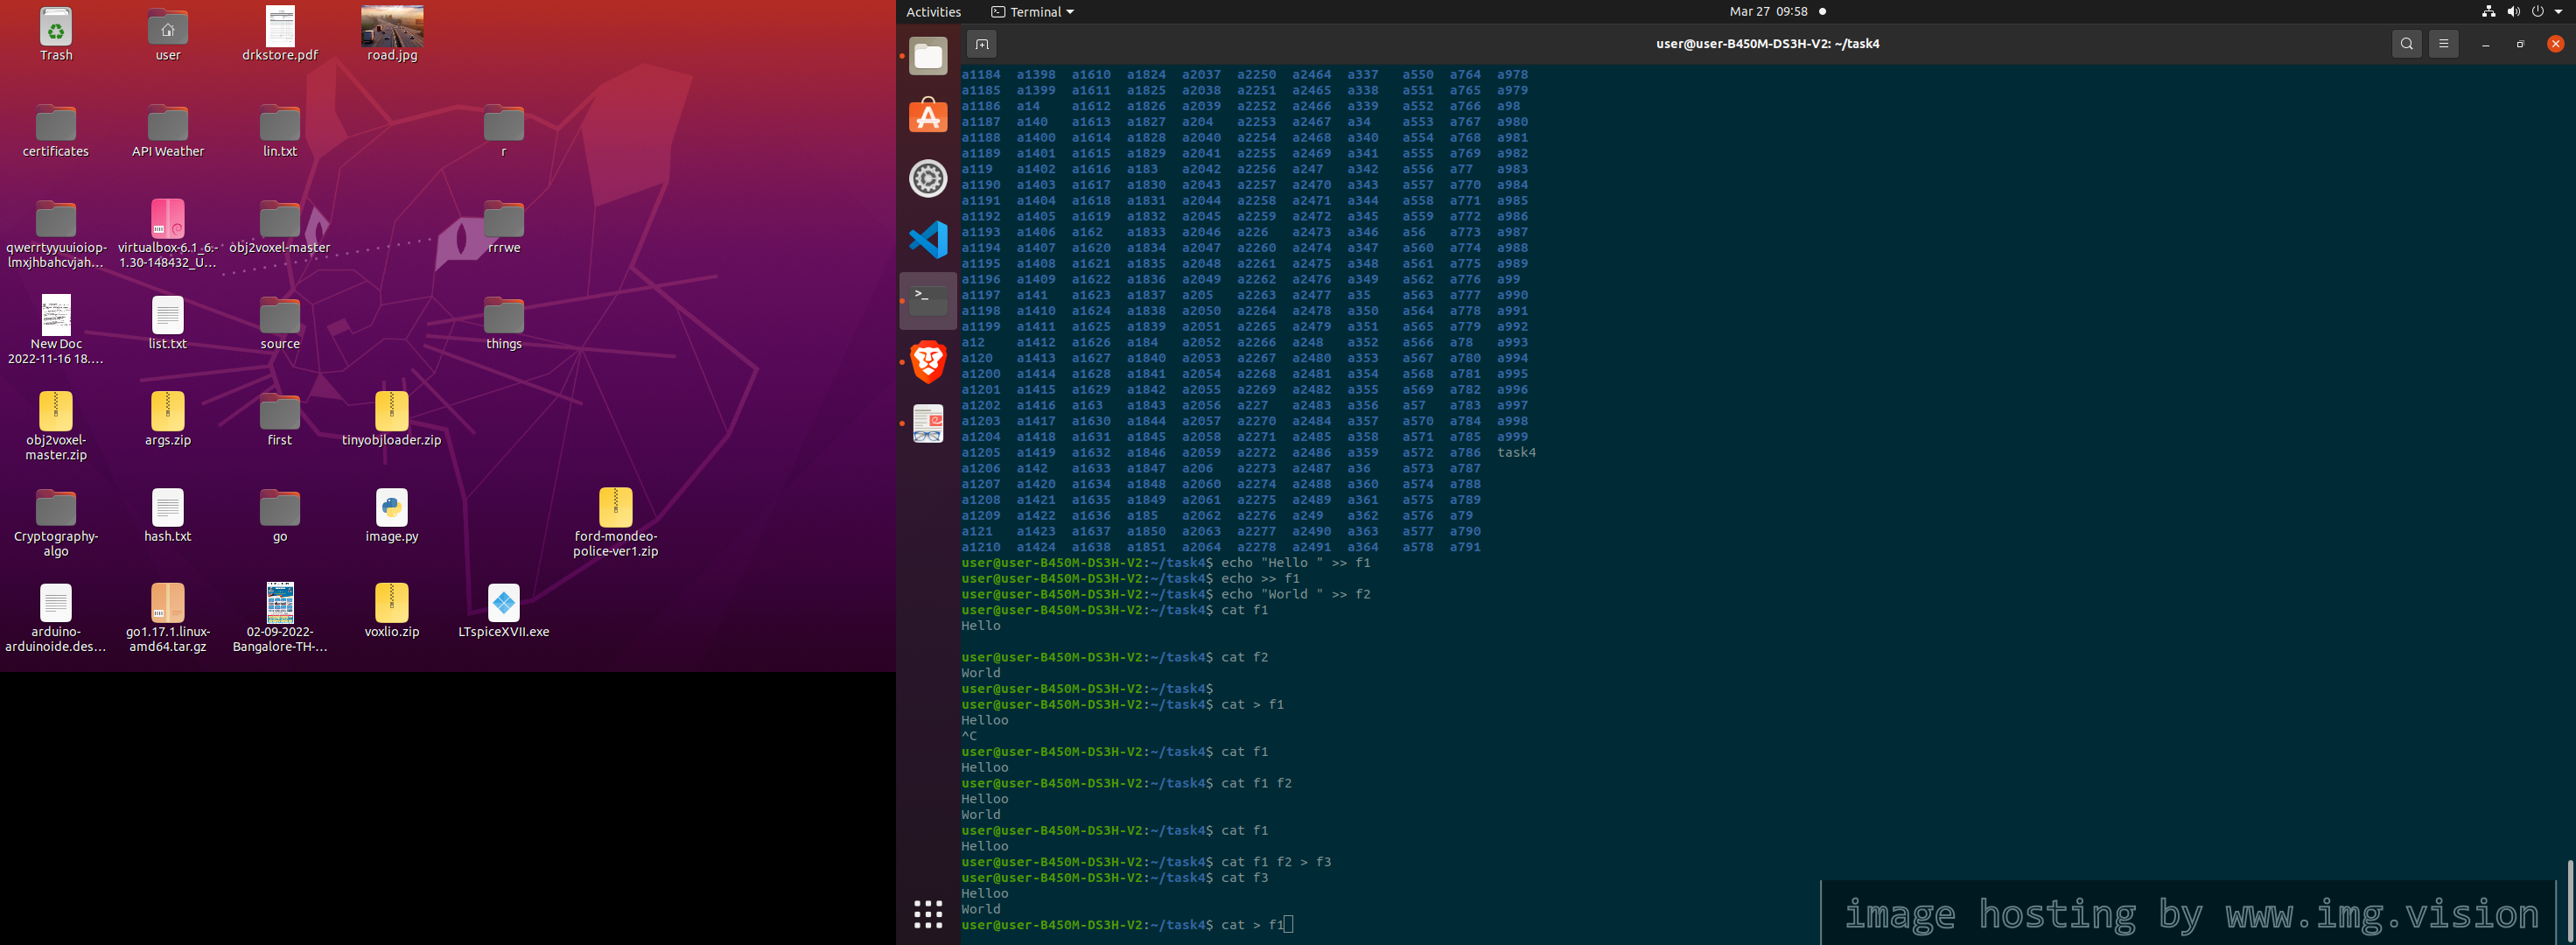 Trash user drkstore.pdf road.jpg
certificates API Weather lin.txt r
qwerrtyyuuioiop-
lmxjhbahcvjah...
virtualbox-6.1_6.-
1.30-148432_U...
obj2voxel-master rrrwe
New Doc
2022-11-16 18....
list.txt source things
obj2voxel-
master.zip
args.zip first tinyobjloader.zip
Cryptography-
algo
hash.txt go image.py
ford-mondeo-
police-ver1.zip
arduino-
arduinoide.des...
go1.17.1.linux-
amd64.tar.gz
02-09-2022-
Bangalore-TH-...
voxlio.zip LTspiceXVII.exe
Activities Terminal Mar 27 09:58
user@user-B450M-DS3H-V2: ~/task4
a1184 a1398 a1610 a1824 a2037 a2250 a2464 a337 a550 a764 a978
a1185 a1399 a1611 a1825 a2038 a2251 a2465 a338 a551 a765 a979
a1186 a14 a1612 a1826 a2039 a2252 a2466 a339 a552 a766 a98
a1187 a140 a1613 a1827 a204 a2253 a2467 a34 a553 a767 a980
a1188 a1400 a1614 a1828 a2040 a2254 a2468 a340 a554 a768 a981
a1189 a1401 a1615 a1829 a2041 a2255 a2469 a341 a555 a769 a982
a119 a1402 a1616 a183 a2042 a2256 a247 a342 a556 a77 a983
a1190 a1403 a1617 a1830 a2043 a2257 a2470 a343 a557 a770 a984
a1191 a1404 a1618 a1831 a2044 a2258 a2471 a344 a558 a771 a985
a1192 a1405 a1619 a1832 a2045 a2259 a2472 a345 a559 a772 a986
a1193 a1406 a162 a1833 a2046 a226 a2473 a346 a56 a773 a987
a1194 a1407 a1620 a1834 a2047 a2260 a2474 a347 a560 a774 a988
a1195 a1408 a1621 a1835 a2048 a2261 a2475 a348 a561 a775 a989
a1196 a1409 a1622 a1836 a2049 a2262 a2476 a349 a562 a776 a99
a1197 a141 a1623 a1837 a205 a2263 a2477 a35 a563 a777 a990
a1198 a1410 a1624 a1838 a2050 a2264 a2478 a350 a564 a778 a991
a1199 a1411 a1625 a1839 a2051 a2265 a2479 a351 a565 a779 a992
a12 a1412 a1626 a184 a2052 a2266 a248 a352 a566 a78 a993
a120 a1413 a1627 a1840 a2053 a2267 a2480 a353 a567 a780 a994
a1200 a1414 a1628 a1841 a2054 a2268 a2481 a354 a568 a781 a995
a1201 a1415 a1629 a1842 a2055 a2269 a2482 a355 a569 a782 a996
a1202 a1416 a163 a1843 a2056 a227 a2483 a356 a57 a783 a997
a1203 a1417 a1630 a1844 a2057 a2270 a2484 a357 a570 a784 a998
a1204 a1418 a1631 a1845 a2058 a2271 a2485 a358 a571 a785 a999
a1205 a1419 a1632 a1846 a2059 a2272 a2486 a359 a572 a786 task4
a1206 a142 a1633 a1847 a206 a2273 a2487 a36 a573 a787
a1207 a1420 a1634 a1848 a2060 a2274 a2488 a360 a574 a788
a1208 a1421 a1635 a1849 a2061 a2275 a2489 a361 a575 a789
a1209 a1422 a1636 a185 a2062 a2276 a249 a362 a576 a79
a121 a1423 a1637 a1850 a2063 a2277 a2490 a363 a577 a790
a1210 a1424 a1638 a1851 a2064 a2278 a2491 a364 a578 a791
user@user-B450M-DS3H-V2:~/task4$ echo "Hello " >> f1
user@user-B450M-DS3H-V2:~/task4$ echo >> f1
user@user-B450M-DS3H-V2:~/task4$ echo "World " >> f2
user@user-B450M-DS3H-V2:~/task4$ cat f1
Hello
user@user-B450M-DS3H-V2:~/task4$ cat f2
World
user@user-B450M-DS3H-V2:~/task4$
user@user-B450M-DS3H-V2:~/task4$ cat > f1
Helloo
^C
user@user-B450M-DS3H-V2:~/task4$ cat f1
Helloo
user@user-B450M-DS3H-V2:~/task4$ cat f1 f2
Helloo
World
user@user-B450M-DS3H-V2:~/task4$ cat f1
Helloo
user@user-B450M-DS3H-V2:~/task4$ cat f1 f2 > f3
user@user-B450M-DS3H-V2:~/task4$ cat f3
Helloo
World
user@user-B450M-DS3H-V2:~/task4$ cat > f1
image hosting by www.img.vision